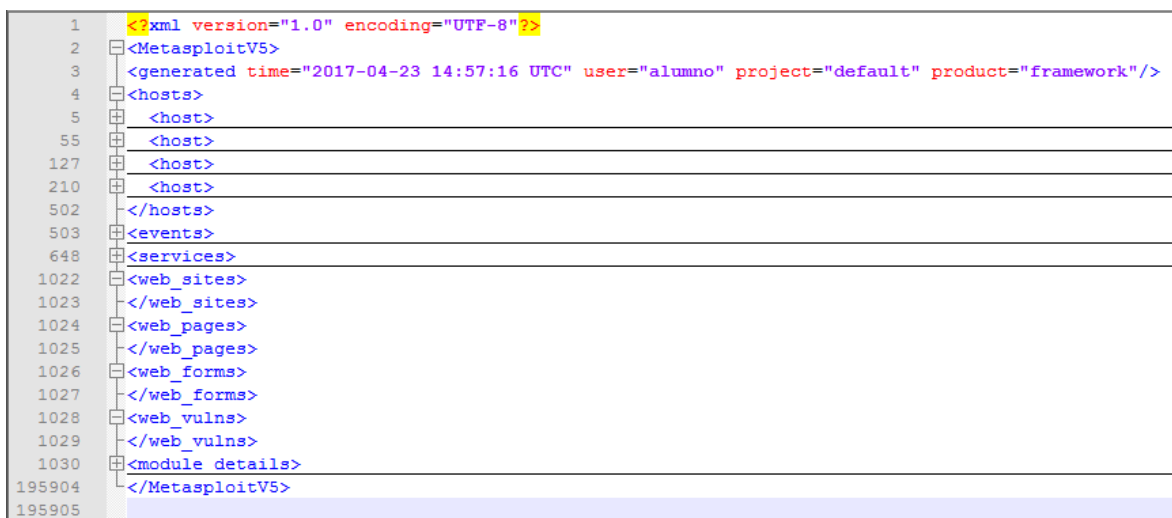 1 <?xml version="1.0" encoding="UTF-8"?>
2 <MetasploitV5>
3 <generated time="2017-04-23 14:57:16 UTC" user="alumno" project="default" product="framework"/>
4 <hosts>
5 <host>
55 <host>
127 <host>
210 <host>
502 </hosts>
503 <events>
648 <services>
1022 <web_sites>
1023 </web_sites>
1024 <web_pages>
1025 </web_pages>
1026 <web_forms>
1027 </web_forms>
1028 <web_vulns>
1029 </web_vulns>
1030 <module_details>
195904 </MetasploitV5>
195905